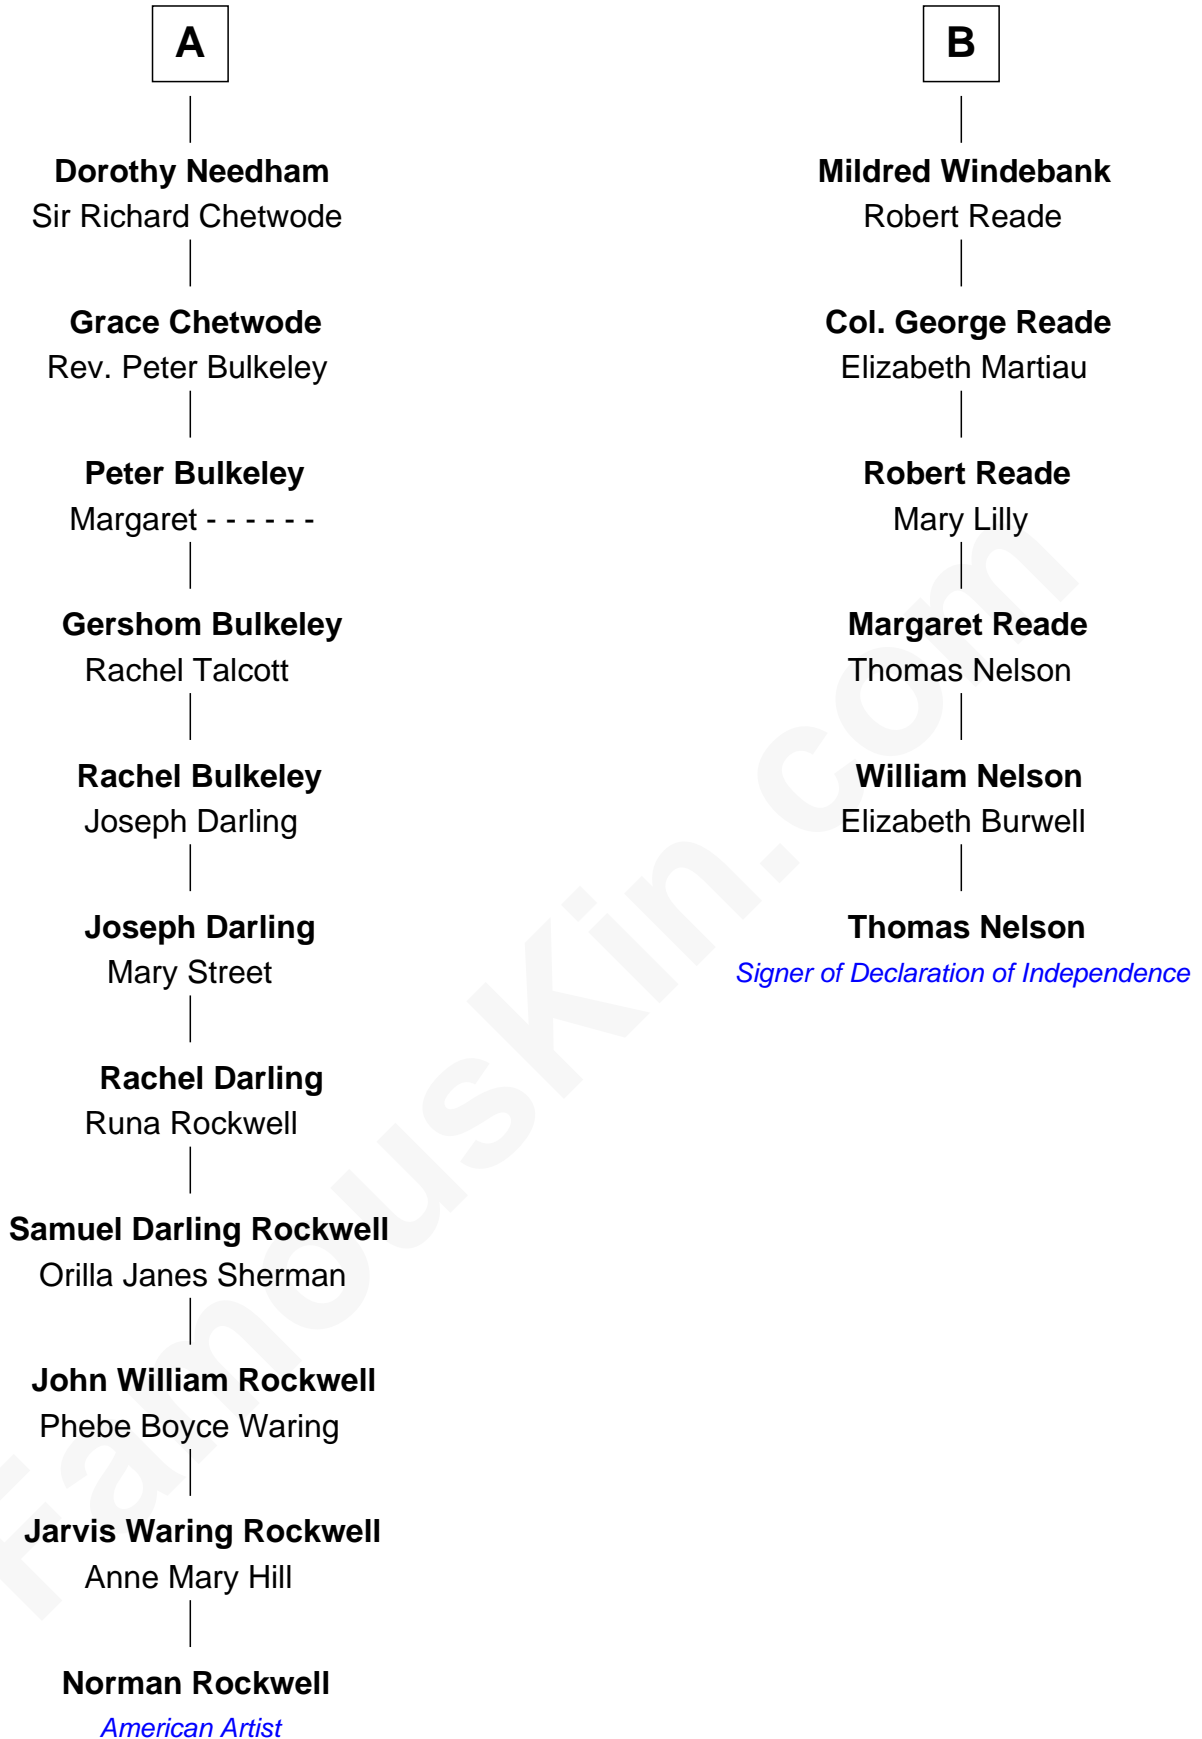 A
Dorothy Needham
Sir Richard Chetwode
Grace Chetwode
Rev. Peter Bulkeley
Peter Bulkeley
Margaret - - - - - -
Gershom Bulkeley
Rachel Talcott
Rachel Bulkeley
Joseph Darling
Joseph Darling
Mary Street
Rachel Darling
Runa Rockwell
Samuel Darling Rockwell
Orilla Janes Sherman
John William Rockwell
Phebe Boyce Waring
Jarvis Waring Rockwell
Anne Mary Hill
Norman Rockwell
American Artist
B
Mildred Windebank
Robert Reade
Col. George Reade
Elizabeth Martiau
Robert Reade
Mary Lilly
Margaret Reade
Thomas Nelson
William Nelson
Elizabeth Burwell
Thomas Nelson
Signer of Declaration of Independence
FamousKin.com